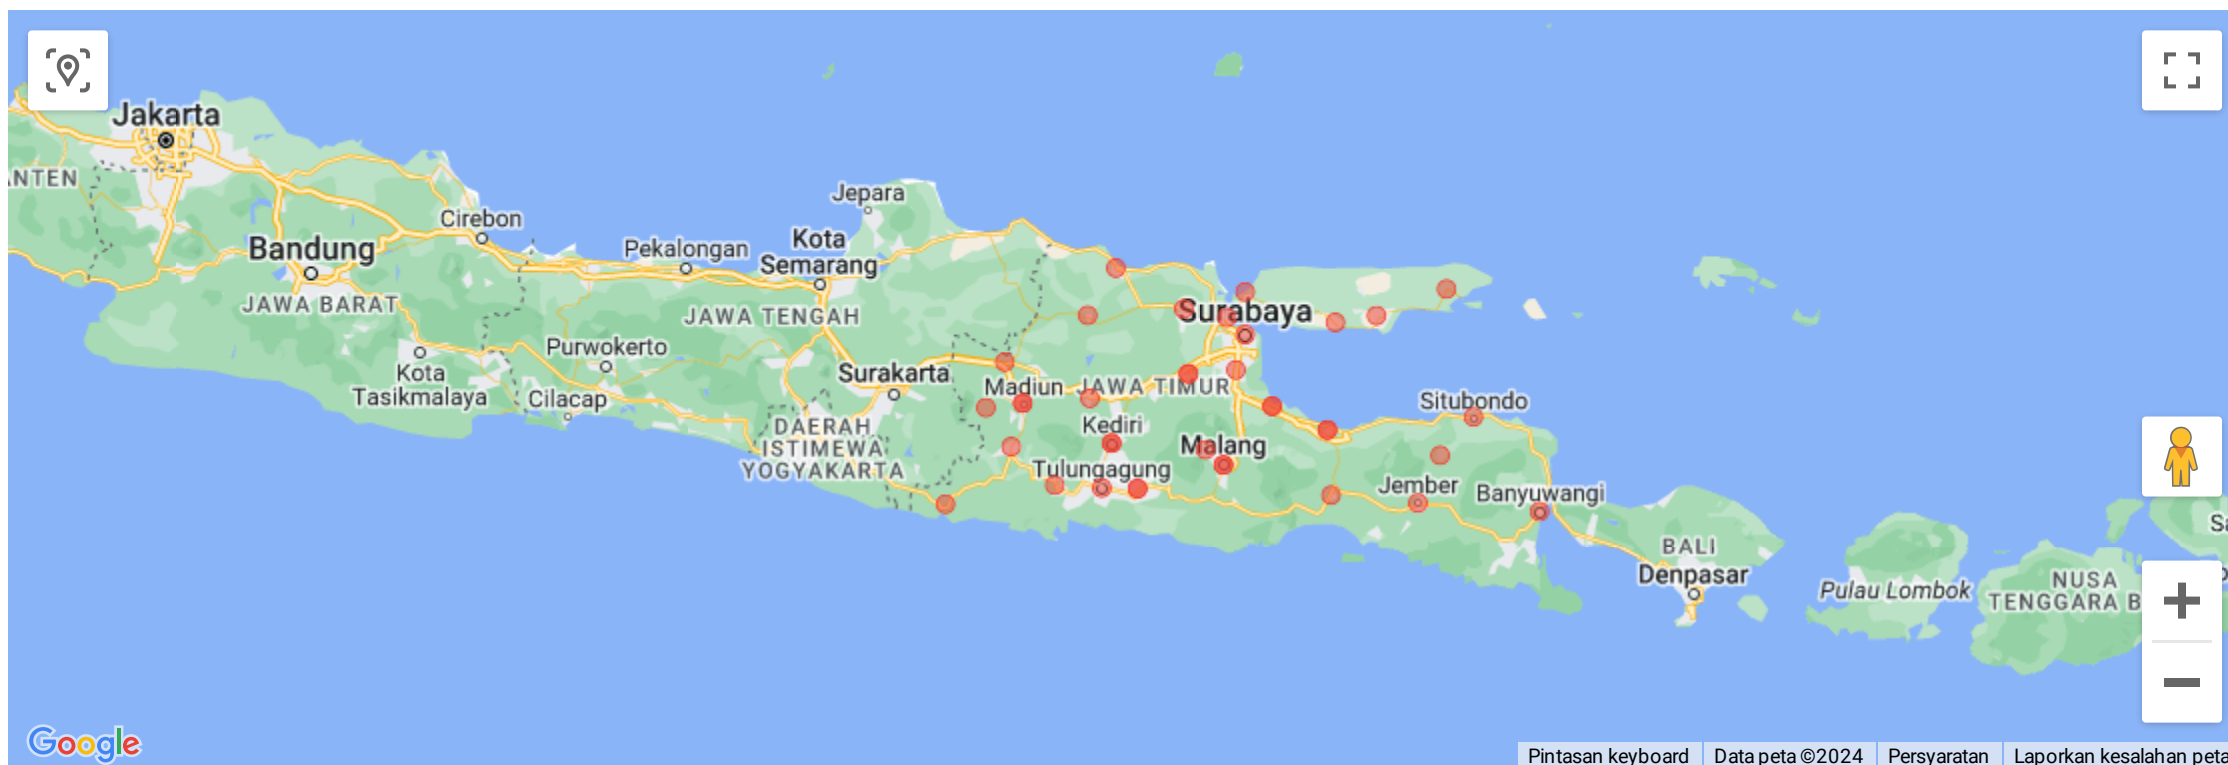 Jakarta
ANTEN
Jepara
Cirebon
Kota
Semarang
Pekalongan
Bandung
JAWA BARAT
JAWA TENGAH
Surabaya
Purwokerto
Kota
Tasikmalaya
Cilacap
Surakarta
Madiun
JAWA TIMUR
Situbondo
DAERAH
ISTIMEWA
YOGYAKARTA
Kediri
Malang
Tulungagung
Jember
Banyuwangi
BALI
Denpasar
Pulau Lombok
NUSA
TENGGARA B
Google
Pintasan keyboard
Data peta ©2024
Persyaratan
Laporkan kesalahan peta